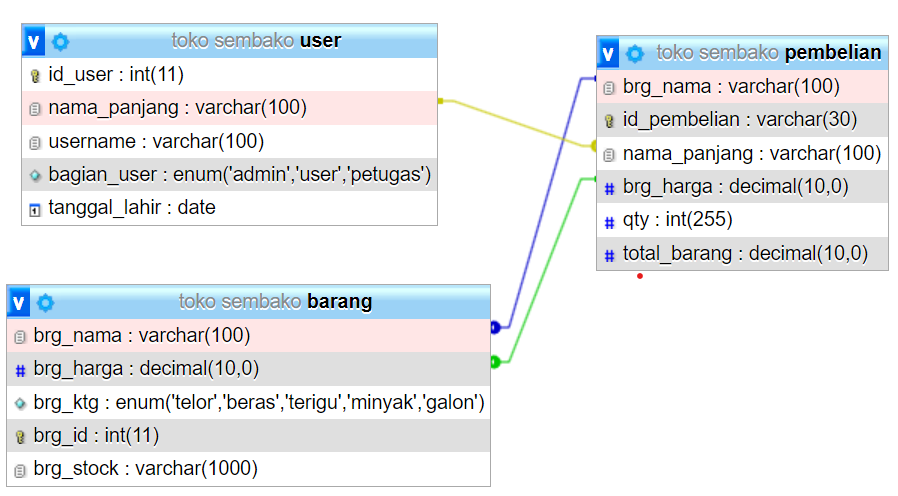 toko sembako user
id_user : int(11)
nama_panjang : varchar(100)
username : varchar(100)
bagian_user : enum('admin','user','petugas')
tanggal_lahir : date
toko sembako pembelian
brg_nama : varchar(100)
id_pembelian : varchar(30)
nama_panjang : varchar(100)
brg_harga : decimal(10,0)
qty : int(255)
total_barang : decimal(10,0)
toko sembako barang
brg_nama : varchar(100)
brg_harga : decimal(10,0)
brg_ktg : enum('telor','beras','terigu','minyak','galon')
brg_id : int(11)
brg_stock : varchar(1000)